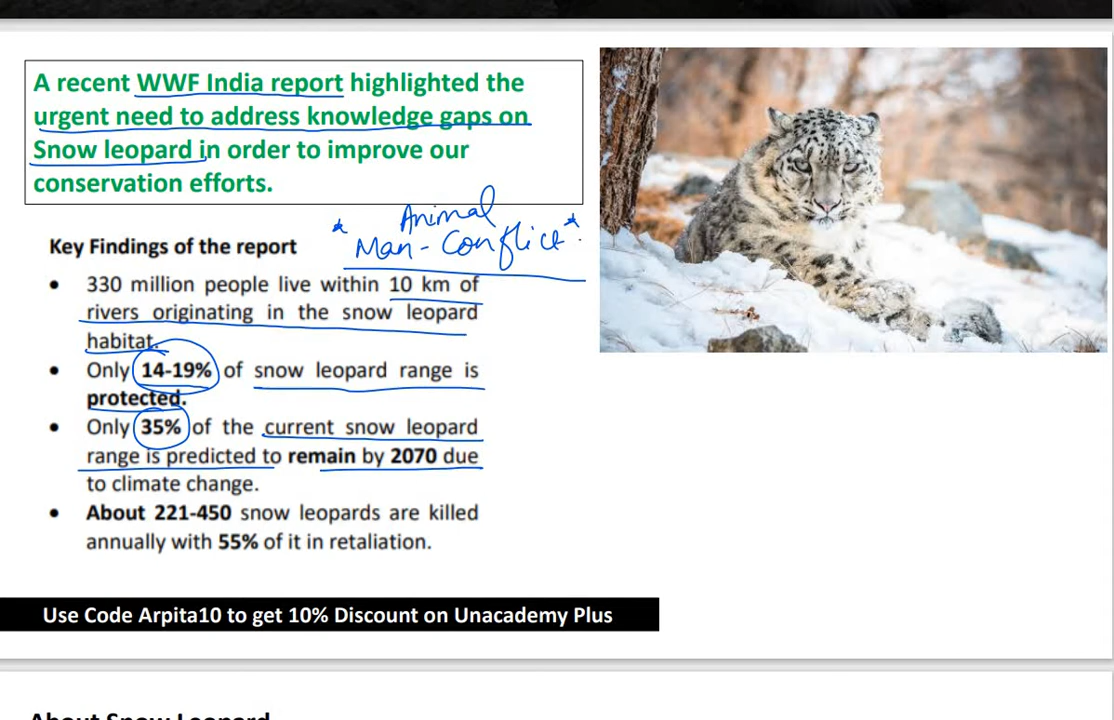 A recent WWF India report highlighted the
urgent need to address knowledge gaps on
Snow leopard in order to improve our
conservation efforts.
* Animal *
Man-Conflict.
Key Findings of the report
• 330 million people live within 10 km of
rivers originating in the snow leopard
habitat.
• Only 14-19% of snow leopard range is
protected.
• Only 35% of the current snow leopard
range is predicted to remain by 2070 due
to climate change.
• About 221-450 snow leopards are killed
annually with 55% of it in retaliation.
Use Code Arpita10 to get 10% Discount on Unacademy Plus
About Snow Leopard